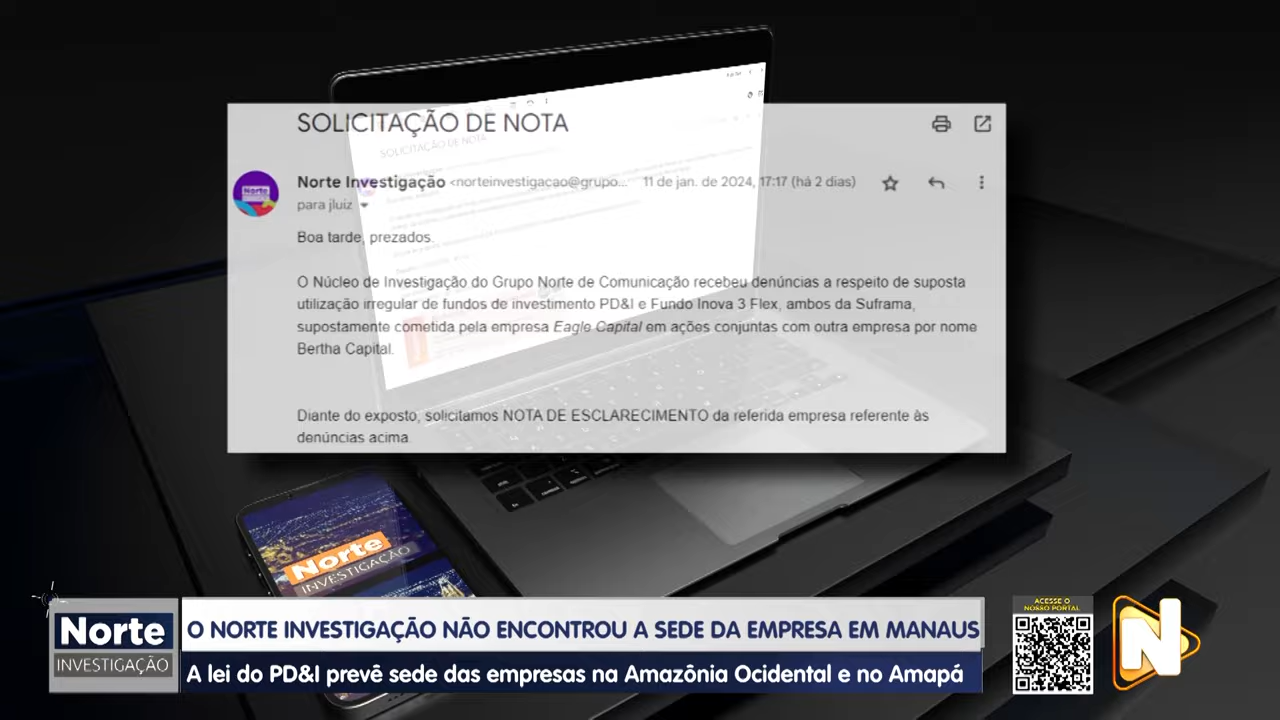 SOLICITAÇÃO DE NOTA
Norte Investigação <norteinvestigacao@grupo... 11 de jan. de 2024, 17:17 (há 2 dias)
para jluiz
Boa tarde, prezados.
O Núcleo de Investigação do Grupo Norte de Comunicação recebeu denúncias a respeito de suposta
utilização irregular de fundos de investimento PD&I e Fundo Inova 3 Flex, ambos da Suframa,
supostamente cometida pela empresa Eagle Capital em ações conjuntas com outra empresa por nome
Bertha Capital.
Diante do exposto, solicitamos NOTA DE ESCLARECIMENTO da referida empresa referente às
denúncias acima.
Norte
INVESTIGAÇÃO
Norte
INVESTIGAÇÃO
O NORTE INVESTIGAÇÃO NÃO ENCONTROU A SEDE DA EMPRESA EM MANAUS
A lei do PD&I prevê sede das empresas na Amazônia Ocidental e no Amapá
ACESSE O
NOSSO PORTAL
N